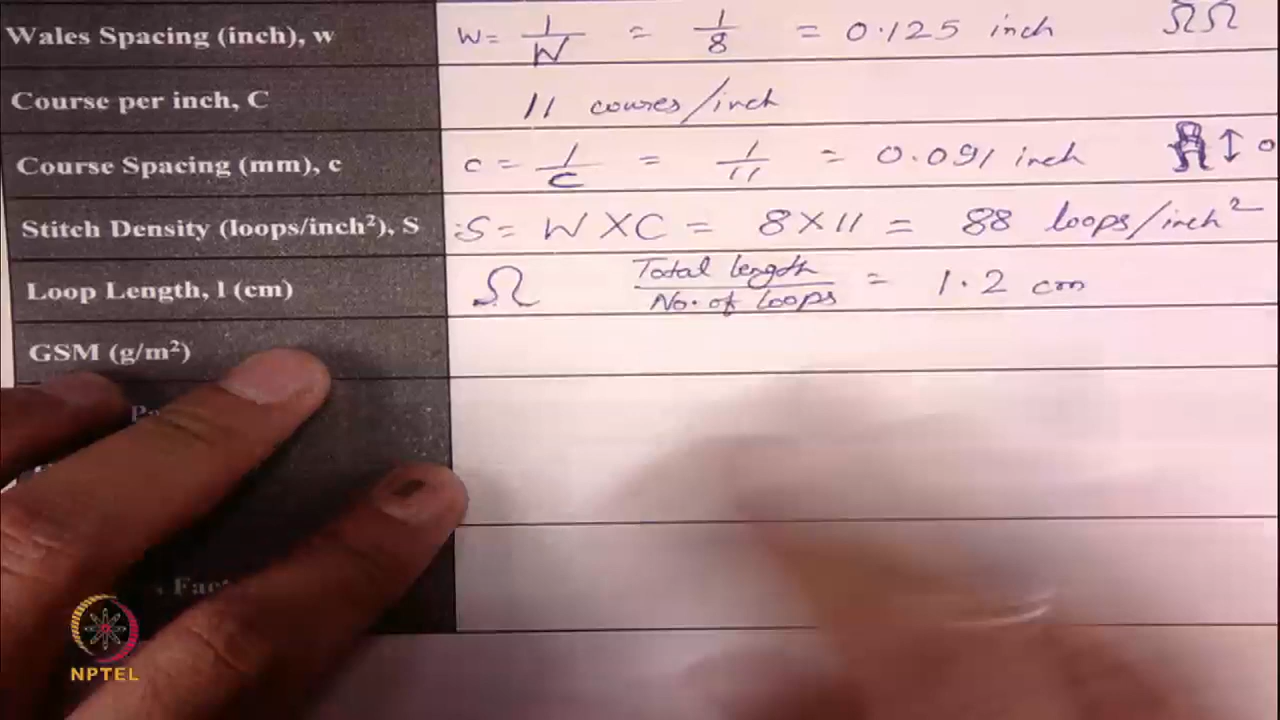 Wales Spacing (inch), w w = 1/W = 1/8 = 0.125 inch
Course per inch, C 11 courses/inch
Course Spacing (mm), c c = 1/C = 1/11 = 0.091 inch
Stitch Density (loops/inch²), S S = W X C = 8 X 11 = 88 loops/inch²
Loop Length, l (cm) Total length / No. of loops = 1.2 cm
GSM (g/m²)
NPTEL